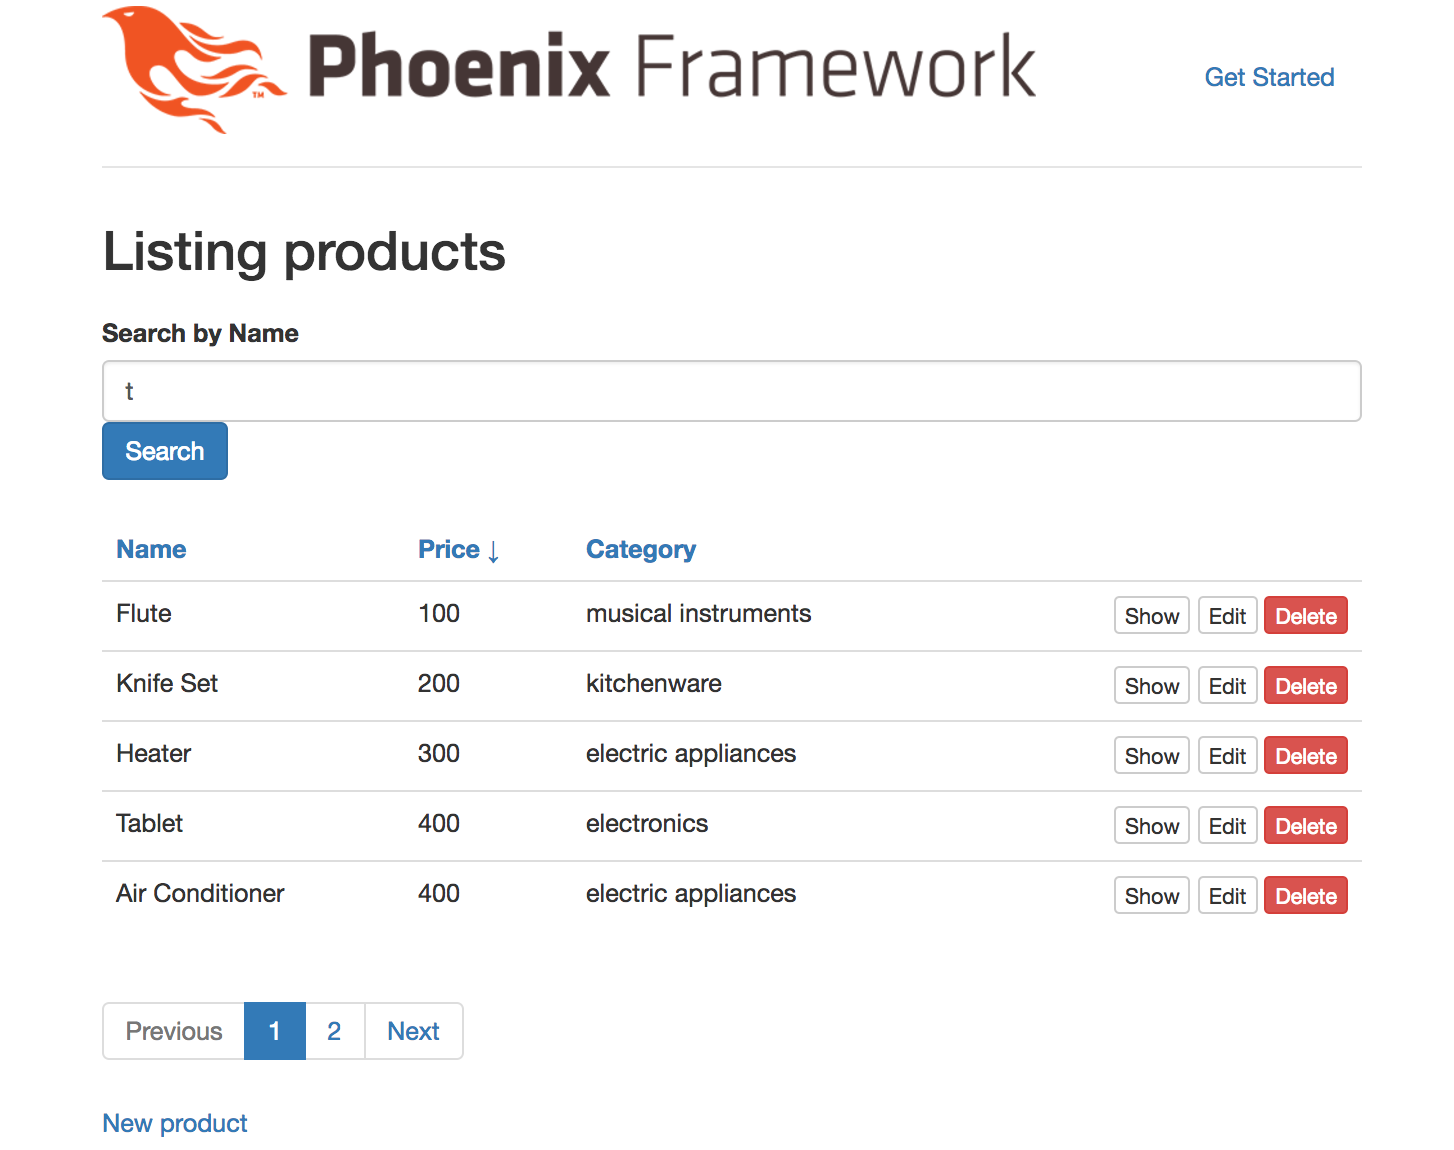 Phoenix Framework
™
Get Started
Listing products
Search by Name
t
Search
Name Price ↓ Category
Flute 100 musical instruments Show Edit Delete
Knife Set 200 kitchenware Show Edit Delete
Heater 300 electric appliances Show Edit Delete
Tablet 400 electronics Show Edit Delete
Air Conditioner 400 electric appliances Show Edit Delete
Previous 1 2 Next
New product